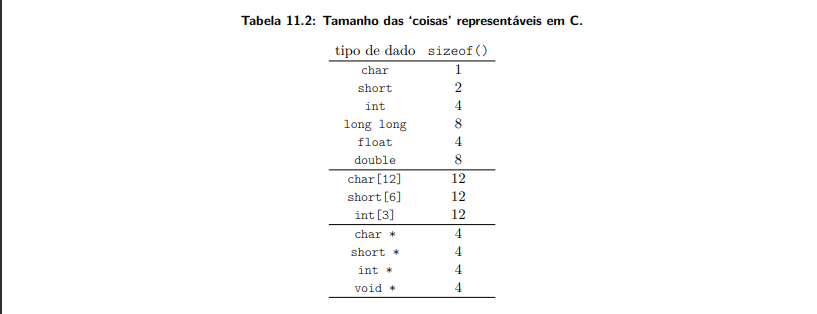 Tabela 11.2: Tamanho das ‘coisas’ representáveis em C.
tipo de dado sizeof()
char 1
short 2
int 4
long long 8
float 4
double 8
char[12] 12
short[6] 12
int[3] 12
char * 4
short * 4
int * 4
void * 4